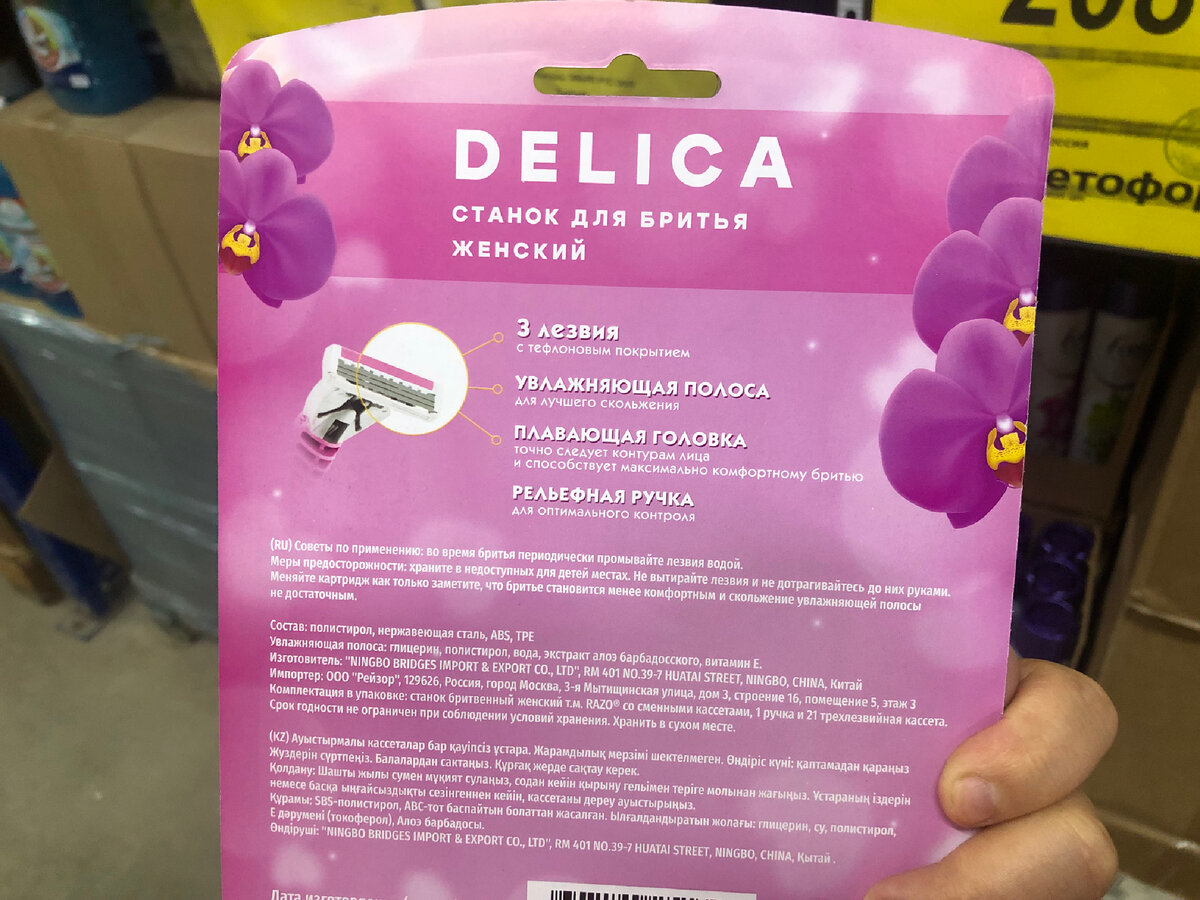 DELICA
СТАНОК ДЛЯ БРИТЬЯ
ЖЕНСКИЙ
3 лезвия
с тефлоновым покрытием
УВЛАЖНЯЮЩАЯ ПОЛОСА
для лучшего скольжения
ПЛАВАЮЩАЯ ГОЛОВКА
точно следует контурам лица
и способствует максимально комфортному бритью
РЕЛЬЕФНАЯ РУЧКА
для оптимального контроля
(RU) Советы по применению: во время бритья периодически промывайте лезвия водой.
Меры предосторожности: храните в недоступных для детей местах. Не вытирайте лезвия и не дотрагивайтесь до них руками.
Меняйте картридж как только заметите, что бритье становится менее комфортным и скольжение увлажняющей полосы
не достаточным.
Состав: полистирол, нержавеющая сталь, ABS, TPE
Увлажняющая полоса: глицерин, полистирол, вода, экстракт алоэ барбадосского, витамин Е.
Изготовитель: "NINGBO BRIDGES IMPORT & EXPORT CO., LTD", RM 401 NO.39-7 HUATAI STREET, NINGBO, CHINA, Китай
Импортер: ООО "Рейзор", 129626, Россия, город Москва, 3-я Мытищинская улица, дом 3, строение 16, помещение 5, этаж 3
Комплектация в упаковке: станок бритвенный женский т.м. RAZO® со сменными кассетами, 1 ручка и 21 трехлезвийная кассета.
Срок годности не ограничен при соблюдении условий хранения. Хранить в сухом месте.
(KZ) Ауыстырмалы кассеталар бар қауіпсіз ұстара. Жарамдылық мерзімі шектелмеген. Өндіріс күні: қаптамадан қараңыз
Жүздерін сүртпеңіз. Балалардан сақтаңыз. Құрғақ жерде сақтау керек.
Қолдану: Шашты жылы сумен мұқият сулаңыз, содан кейін қырыну гельімен теріге молынан жағыңыз. Ұстараның іздерін
немесе басқа ыңғайсыздықты сезінгеннен кейін, кассетаны дереу ауыстырыңыз.
Құрамы: SBS-полистирол, АВС-тот баспайтын болаттан жасалған. Ылғалдандыратын жолағы: глицерин, су, полистирол,
Е дәрумені (токоферол), Алоэ барбадосы.
Өндіруші: "NINGBO BRIDGES IMPORT & EXPORT CO., LTD", RM 401 NO.39-7 HUATAI STREET, NINGBO, CHINA, Қытай .
Дата